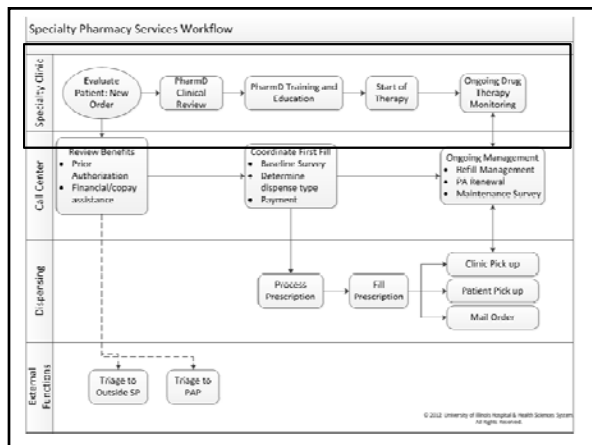 Specialty Pharmacy Services Workflow
Specialty Clinic
Evaluate
Patient: New
Order
PharmD
Clinical
Review
PharmD Training and
Education
Start of
Therapy
Ongoing Drug
Therapy
Monitoring
Call Center
Review Benefits
• Prior
Authorization
• Financial/copay
assistance
Coordinate First Fill
• Baseline Survey
• Determine
dispense type
• Payment
Ongoing Management
• Refill Management
• PA Renewal
• Maintenance Survey
Dispensing
Process
Prescription
Fill
Prescription
Clinic Pick up
Patient Pick up
Mail Order
External
Functions
Triage to
Outside SP
Triage to
PAP
© 2012 University of Illinois Hospital & Health Sciences System
All Rights Reserved.